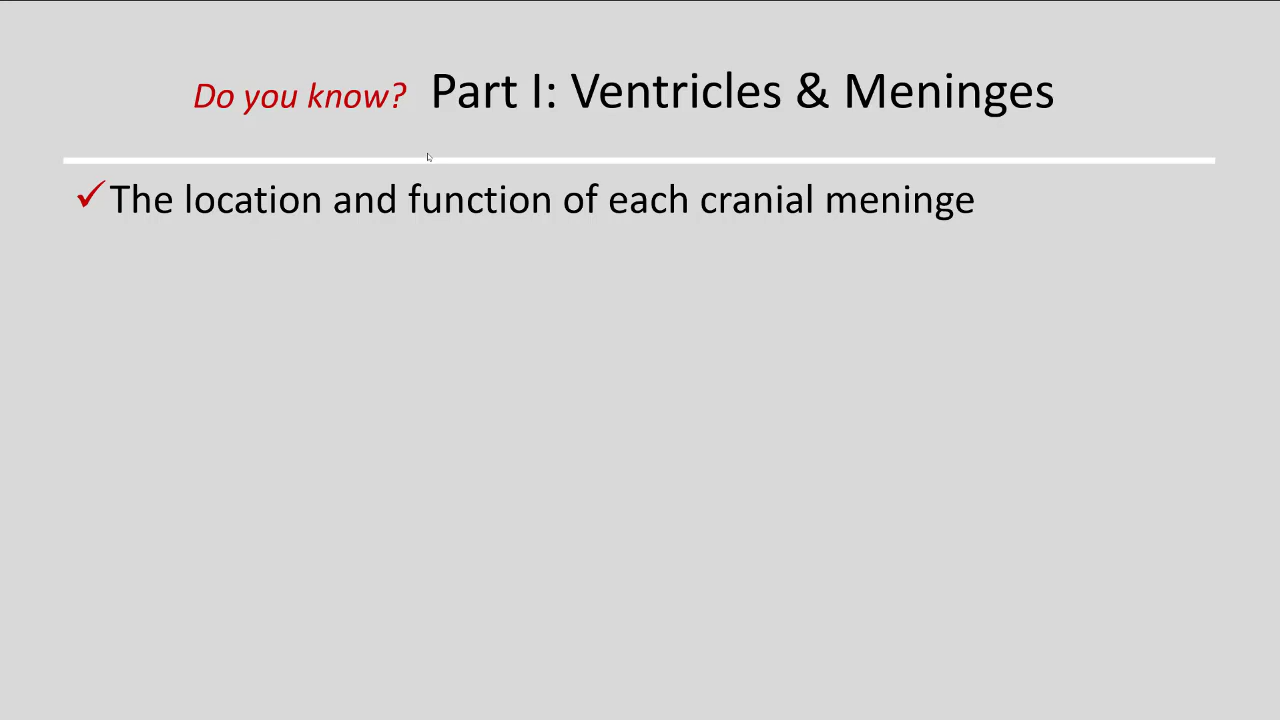 Do you know? Part I: Ventricles & Meninges
✓The location and function of each cranial meninge